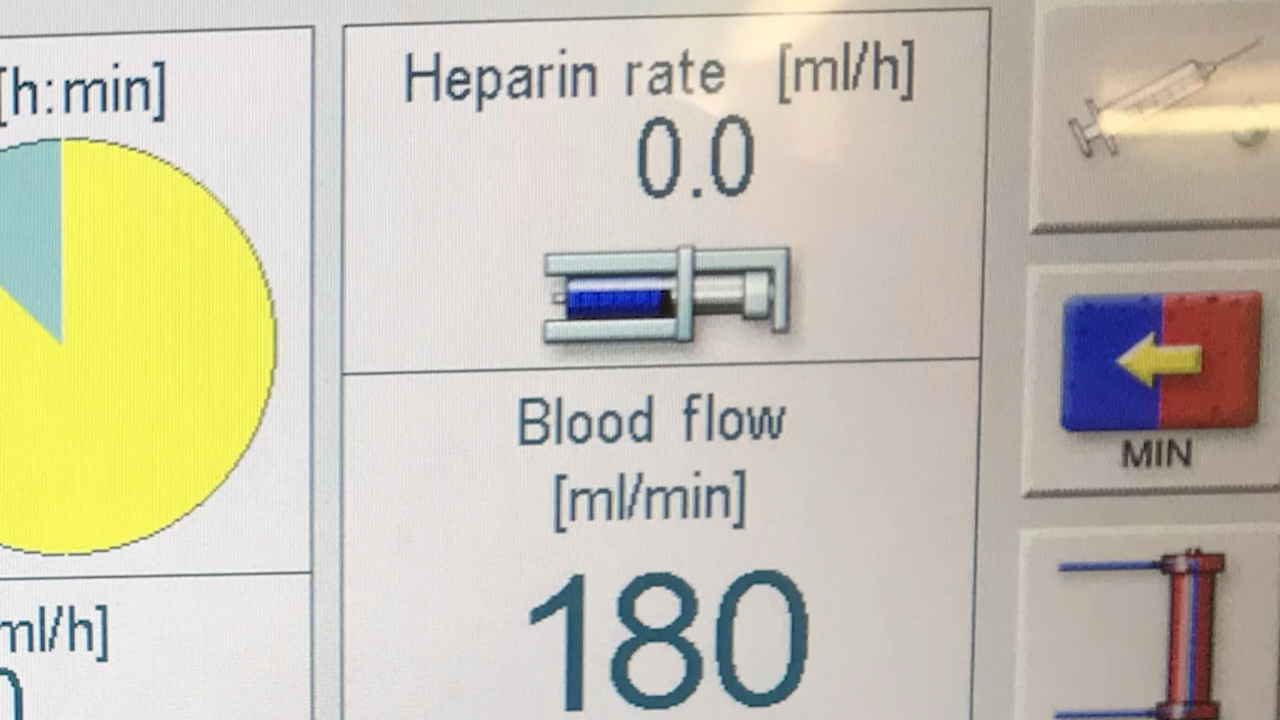 [h:min]
Heparin rate [ml/h]
0.0
MIN
Blood flow
[ml/min]
180
ml/h]